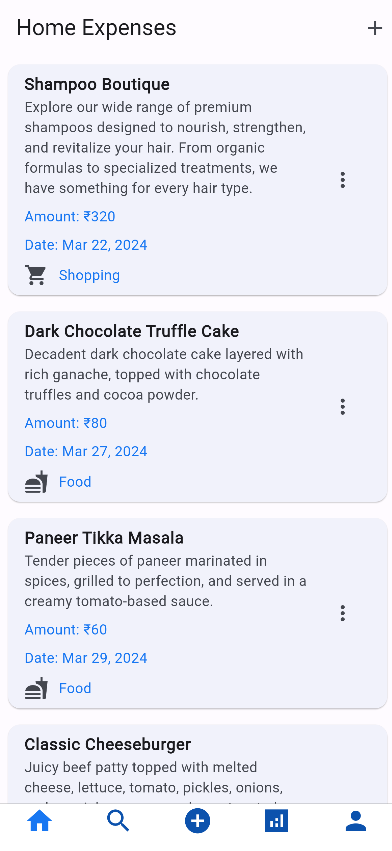 Home Expenses
Shampoo Boutique
Explore our wide range of premium
shampoos designed to nourish, strengthen,
and revitalize your hair. From organic
formulas to specialized treatments, we
have something for every hair type.
Amount: ₹320
Date: Mar 22, 2024
Shopping
Dark Chocolate Truffle Cake
Decadent dark chocolate cake layered with
rich ganache, topped with chocolate
truffles and cocoa powder.
Amount: ₹80
Date: Mar 27, 2024
Food
Paneer Tikka Masala
Tender pieces of paneer marinated in
spices, grilled to perfection, and served in a
creamy tomato-based sauce.
Amount: ₹60
Date: Mar 29, 2024
Food
Classic Cheeseburger
Juicy beef patty topped with melted
cheese, lettuce, tomato, pickles, onions,